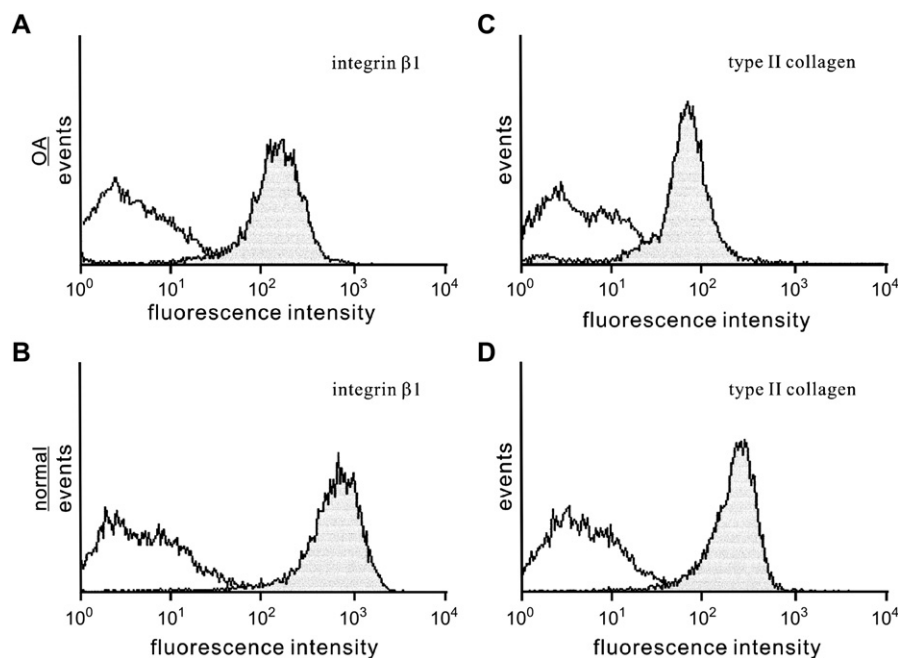 A
integrin β1
OA
events
10⁰ 10¹ 10² 10³ 10⁴
fluorescence intensity
C
type II collagen
10⁰ 10¹ 10² 10³ 10⁴
fluorescence intensity
B
integrin β1
normal
events
10⁰ 10¹ 10² 10³ 10⁴
fluorescence intensity
D
type II collagen
events
10⁰ 10¹ 10² 10³ 10⁴
fluorescence intensity